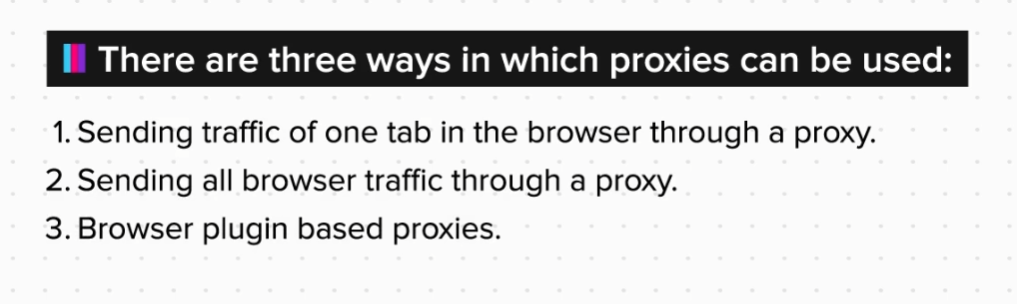 There are three ways in which proxies can be used:
1. Sending traffic of one tab in the browser through a proxy.
2. Sending all browser traffic through a proxy.
3. Browser plugin based proxies.